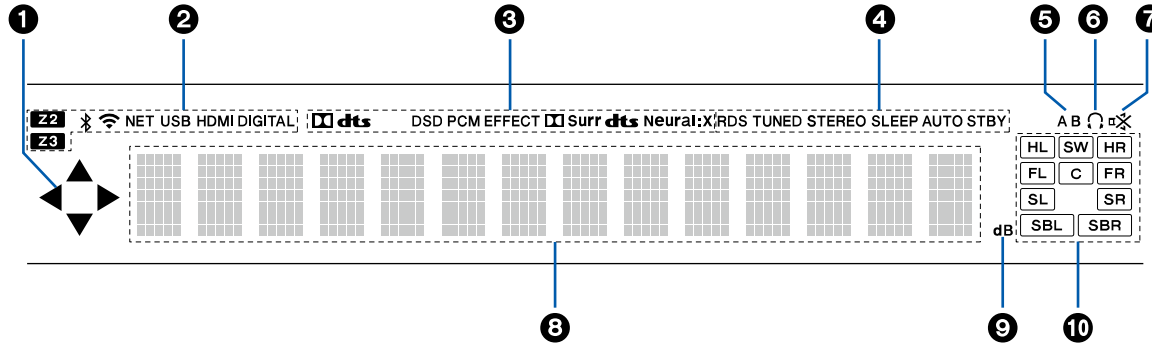 1 2 3 4 5 6 7
Z2 NET USB HDMI DIGITAL dts DSD PCM EFFECT Surr dts Neural:X RDS TUNED STEREO SLEEP AUTO STBY A B
Z3
HL SW HR
FL C FR
SL SR
SBL SBR
dB
8 9 10